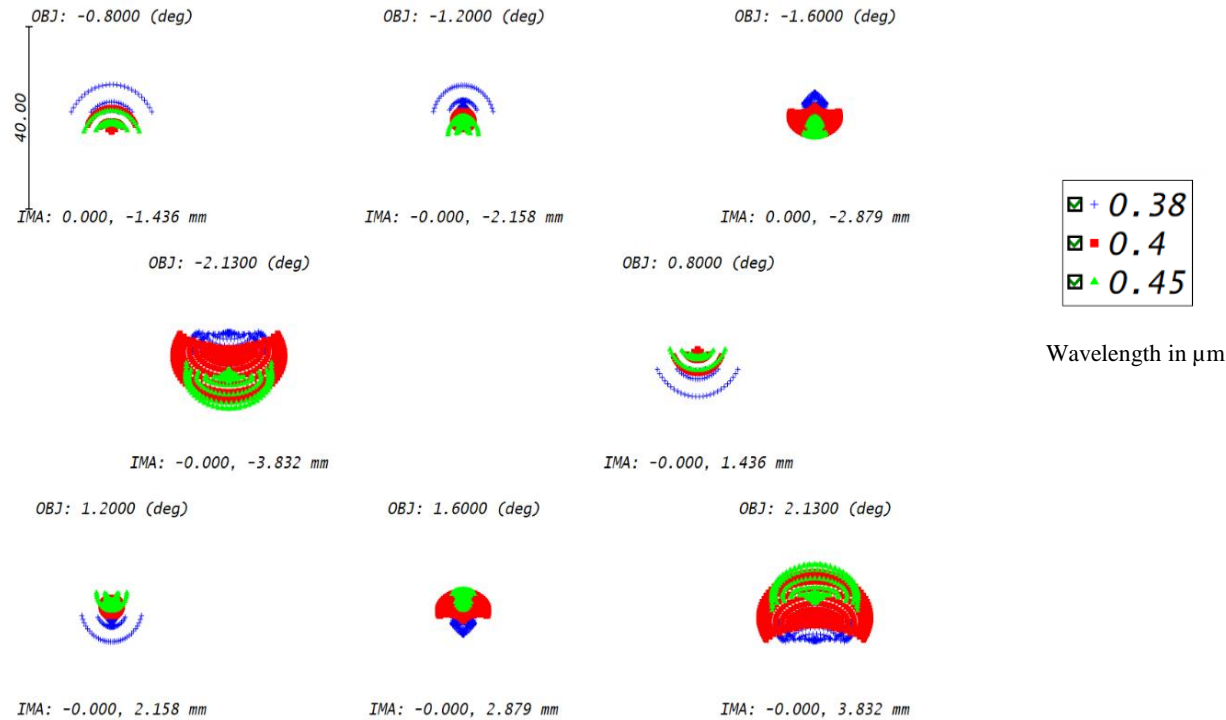 OBJ: -0.8000 (deg)
OBJ: -1.2000 (deg)
OBJ: -1.6000 (deg)
40.00
IMA: 0.000, -1.436 mm
IMA: -0.000, -2.158 mm
IMA: 0.000, -2.879 mm
OBJ: -2.1300 (deg)
OBJ: 0.8000 (deg)
IMA: -0.000, -3.832 mm
IMA: -0.000, 1.436 mm
OBJ: 1.2000 (deg)
OBJ: 1.6000 (deg)
OBJ: 2.1300 (deg)
IMA: -0.000, 2.158 mm
IMA: -0.000, 2.879 mm
IMA: -0.000, 3.832 mm
0.38
0.4
0.45
Wavelength in µm